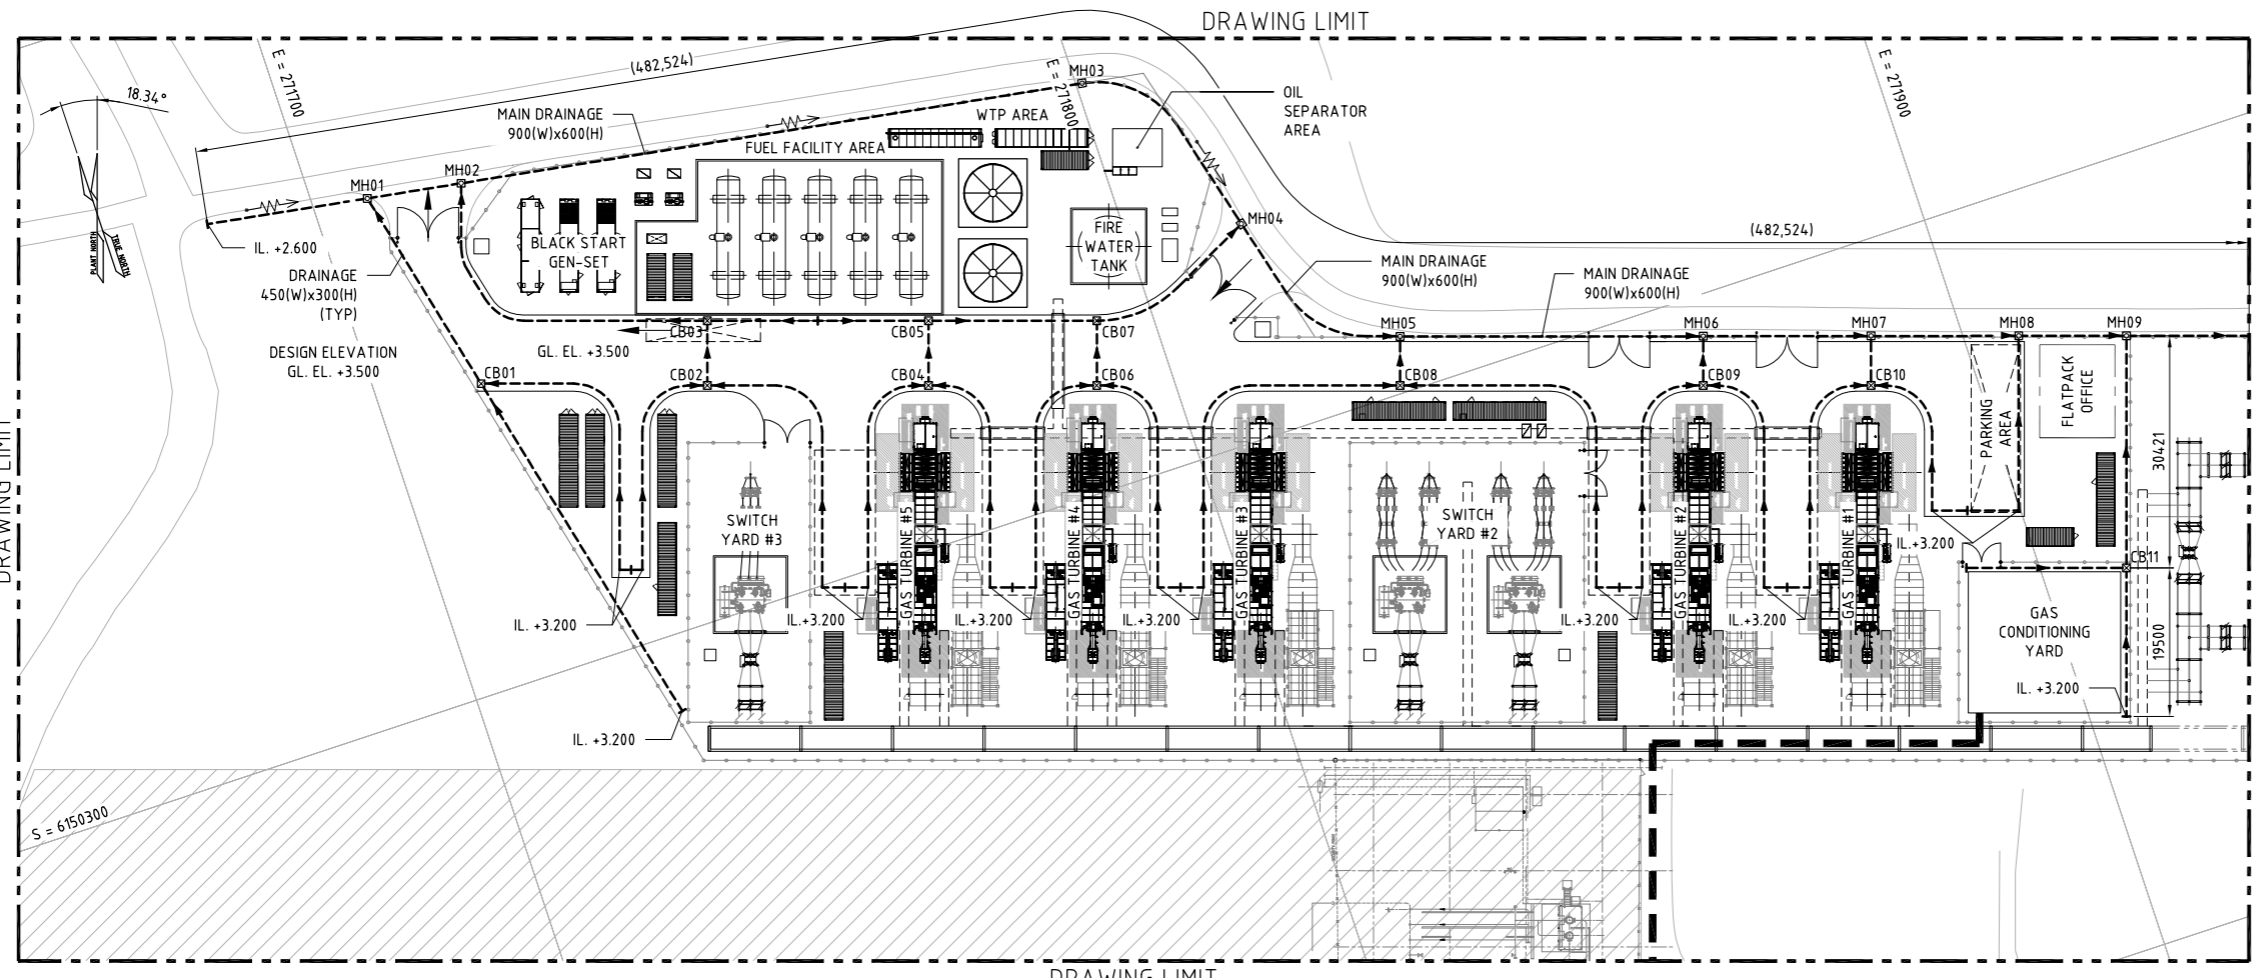 DRAWING LIMIT
E = 271700
(482,524)
E = 271800
MH03
E = 271900
18.34°
MAIN DRAINAGE
900(W)x600(H)
WTP AREA
OIL
SEPARATOR
AREA
FUEL FACILITY AREA
MH01
MH02
MH04
PLANT NORTH
TRUE NORTH
IL. +2.600
BLACK START
GEN-SET
FIRE
WATER
TANK
(482,524)
DRAINAGE
450(W)x300(H)
(TYP)
MAIN DRAINAGE
900(W)x600(H)
MAIN DRAINAGE
900(W)x600(H)
CB03
CB05
CB07
MH05
MH06
MH07
MH08
MH09
DESIGN ELEVATION
GL. EL. +3.500
GL. EL. +3.500
CB01
CB02
CB04
CB06
CB08
CB09
CB10
PARKING
AREA
FLATPACK
OFFICE
30421
DRAWING LIMIT
SWITCH
YARD #3
GAS TURBINE #5
GAS TURBINE #4
GAS TURBINE #3
SWITCH
YARD #2
GAS TURBINE #2
GAS TURBINE #1
IL.+3.200
CB11
IL. +3.200
IL.+3.200
IL.+3.200
IL.+3.200
IL.+3.200
IL.+3.200
GAS
CONDITIONING
YARD
19500
IL. +3.200
IL. +3.200
S = 6150300
DRAWING LIMIT